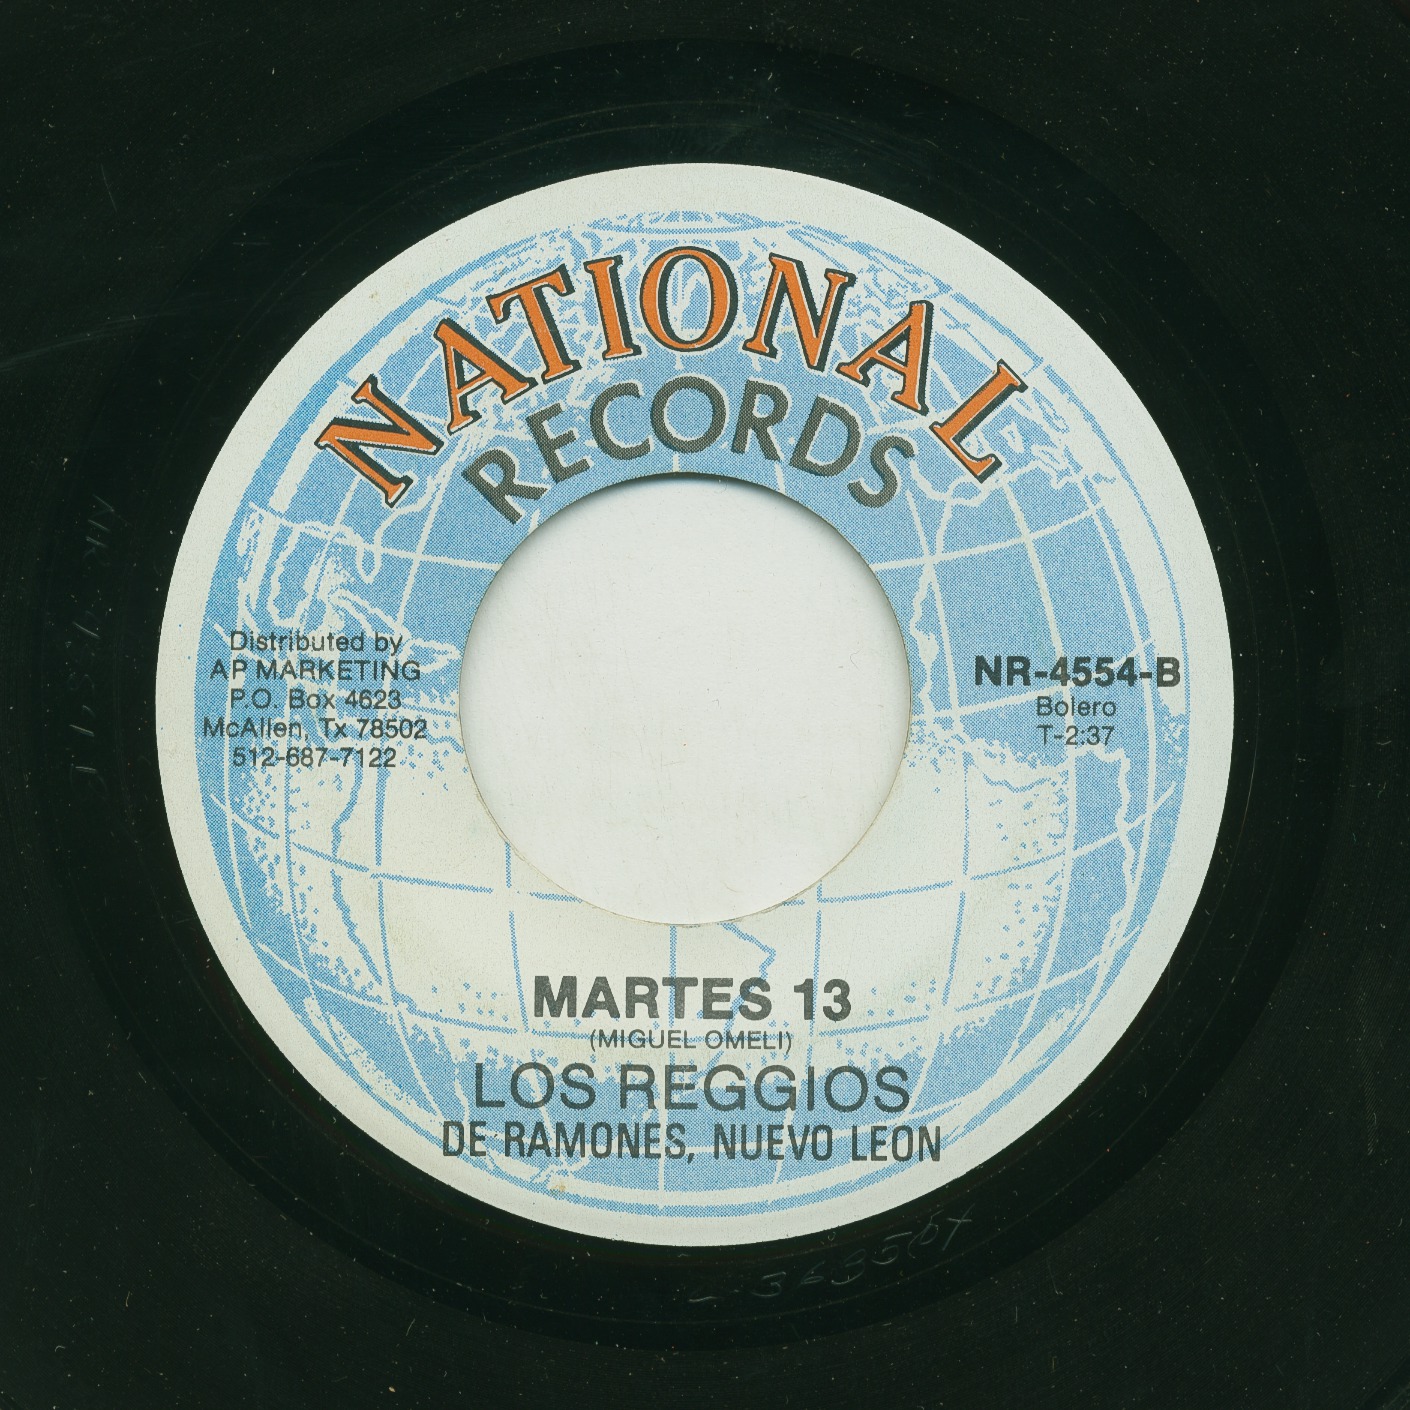 NATIONAL
RECORDS
Distributed by
AP MARKETING
P.O. Box 4623
McAllen, Tx 78502
512-687-7122
NR-4554-B
Bolero
T-2:37
MARTES 13
(MIGUEL OMELI)
LOS REGGIOS
DE RAMONES, NUEVO LEON